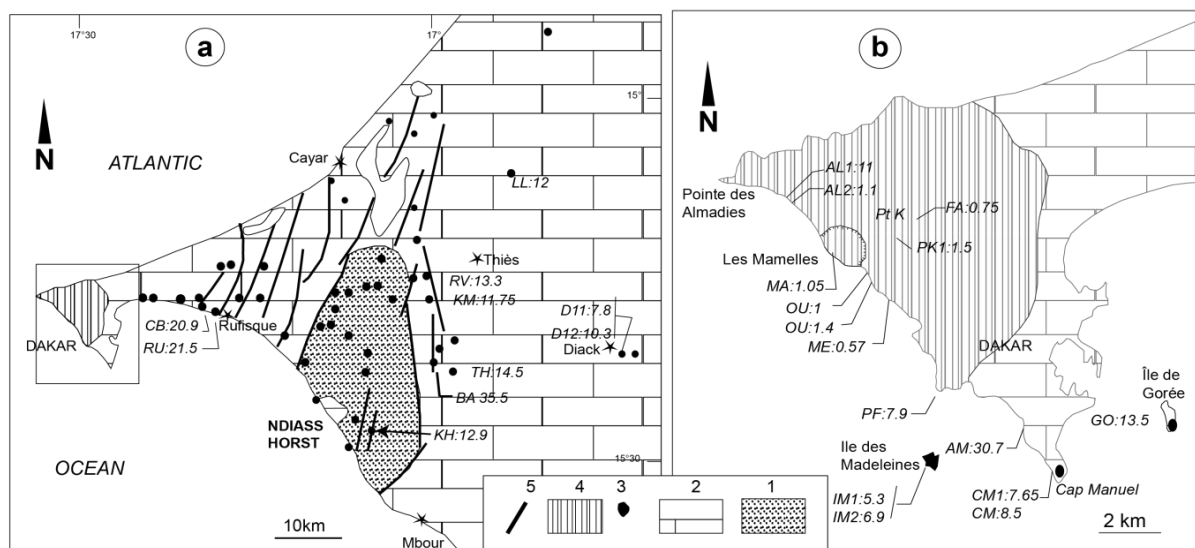 17°30
17°
a
N
ATLANTIC
15°
Cayar
LL:12
Thiès
RV:13.3
KM:11.75
D11:7.8
D12:10.3
Diack
CB:20.9
Rufisque
RU:21.5
DAKAR
TH:14.5
BA 35.5
NDIASS
HORST
KH:12.9
OCEAN
15°30
10km
Mbour
5
4
3
2
1
b
N
AL1:11
AL2:1.1
Pointe des
Almadies
Pt K
FA:0.75
PK1:1.5
Les Mamelles
MA:1.05
OU:1
OU:1.4
ME:0.57
DAKAR
PF:7.9
Île de
Gorée
GO:13.5
AM:30.7
Ile des
Madeleines
IM1:5.3
IM2:6.9
CM1:7.65
CM:8.5
Cap Manuel
2 km